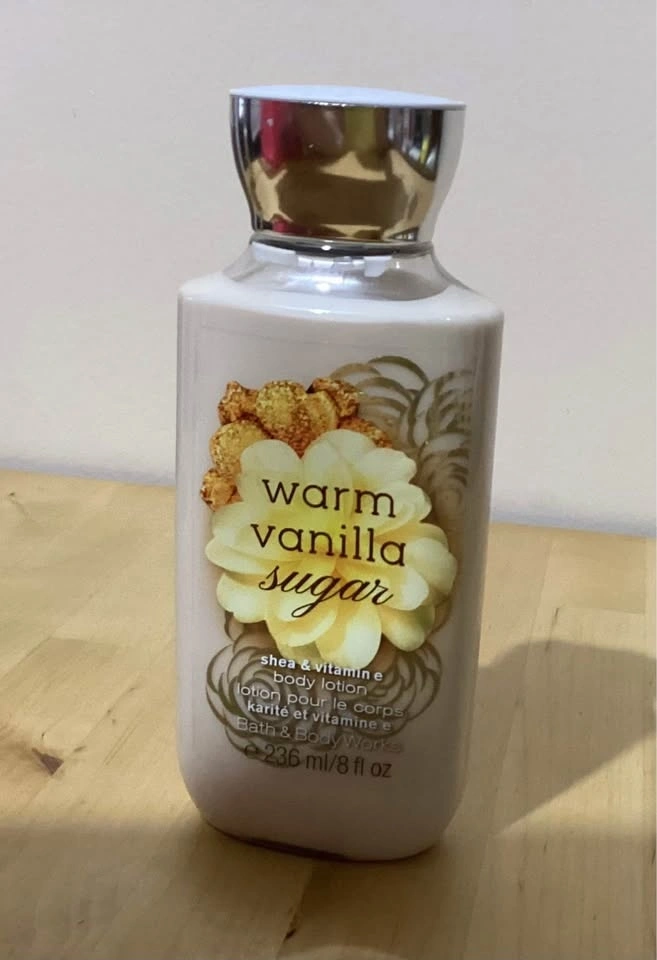 warm
vanilla
sugar
shea & vitamin e
body lotion
lotion pour le corps
karité et vitamine e
Bath & Body Works
℮ 236 ml/8 fl oz